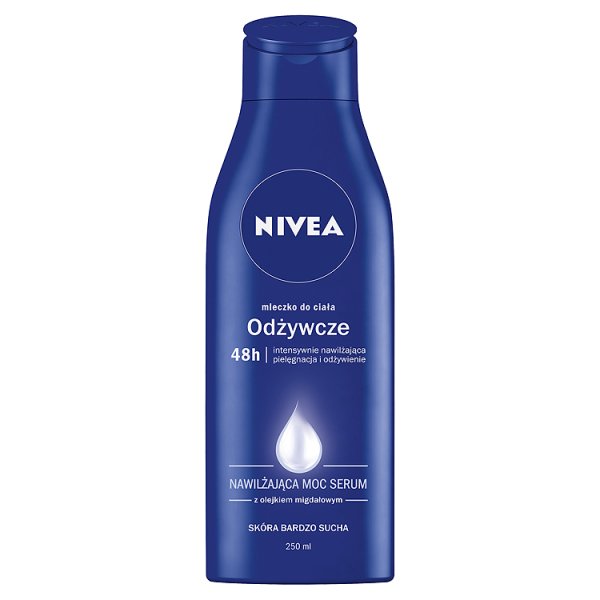 NIVEA
mleczko do ciała
Odżywcze
48h | intensywnie nawilżająca
pielęgnacja i odżywienie
NAWILŻAJĄCA MOC SERUM
z olejkiem migdałowym
SKÓRA BARDZO SUCHA
250 ml